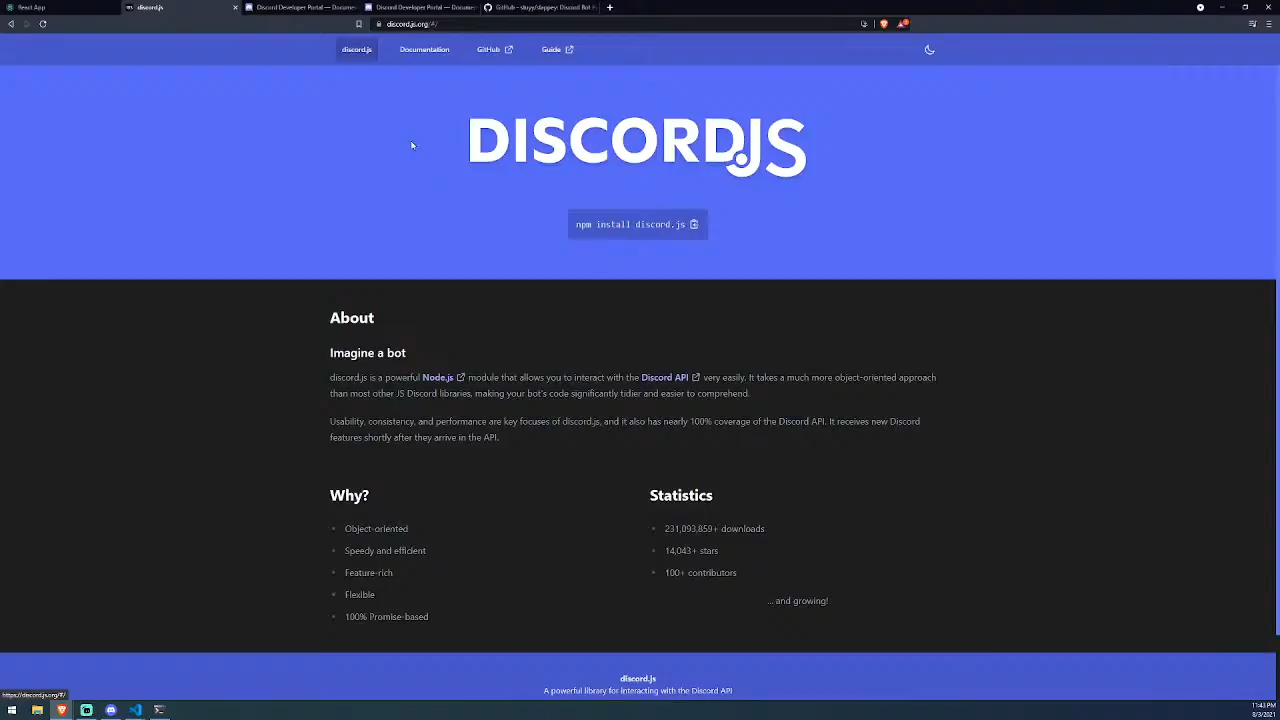 React App
discord.js
Discord Developer Portal — Docume
Discord Developer Portal — Docume
GitHub - stuyy/slappey: Discord Bot F
discord.js.org/#/
discord.js
Documentation
GitHub
Guide
DISCORDJS
npm install discord.js
About
Imagine a bot
discord.js is a powerful Node.js module that allows you to interact with the Discord API very easily. It takes a much more object-oriented approach
than most other JS Discord libraries, making your bot's code significantly tidier and easier to comprehend.
Usability, consistency, and performance are key focuses of discord.js, and it also has nearly 100% coverage of the Discord API. It receives new Discord
features shortly after they arrive in the API.
Why?
Object-oriented
Speedy and efficient
Feature-rich
Flexible
100% Promise-based
Statistics
231,093,859+ downloads
14,043+ stars
100+ contributors
... and growing!
discord.js
A powerful library for interacting with the Discord API
https://discord.js.org/#/
11:43 PM
8/3/2021